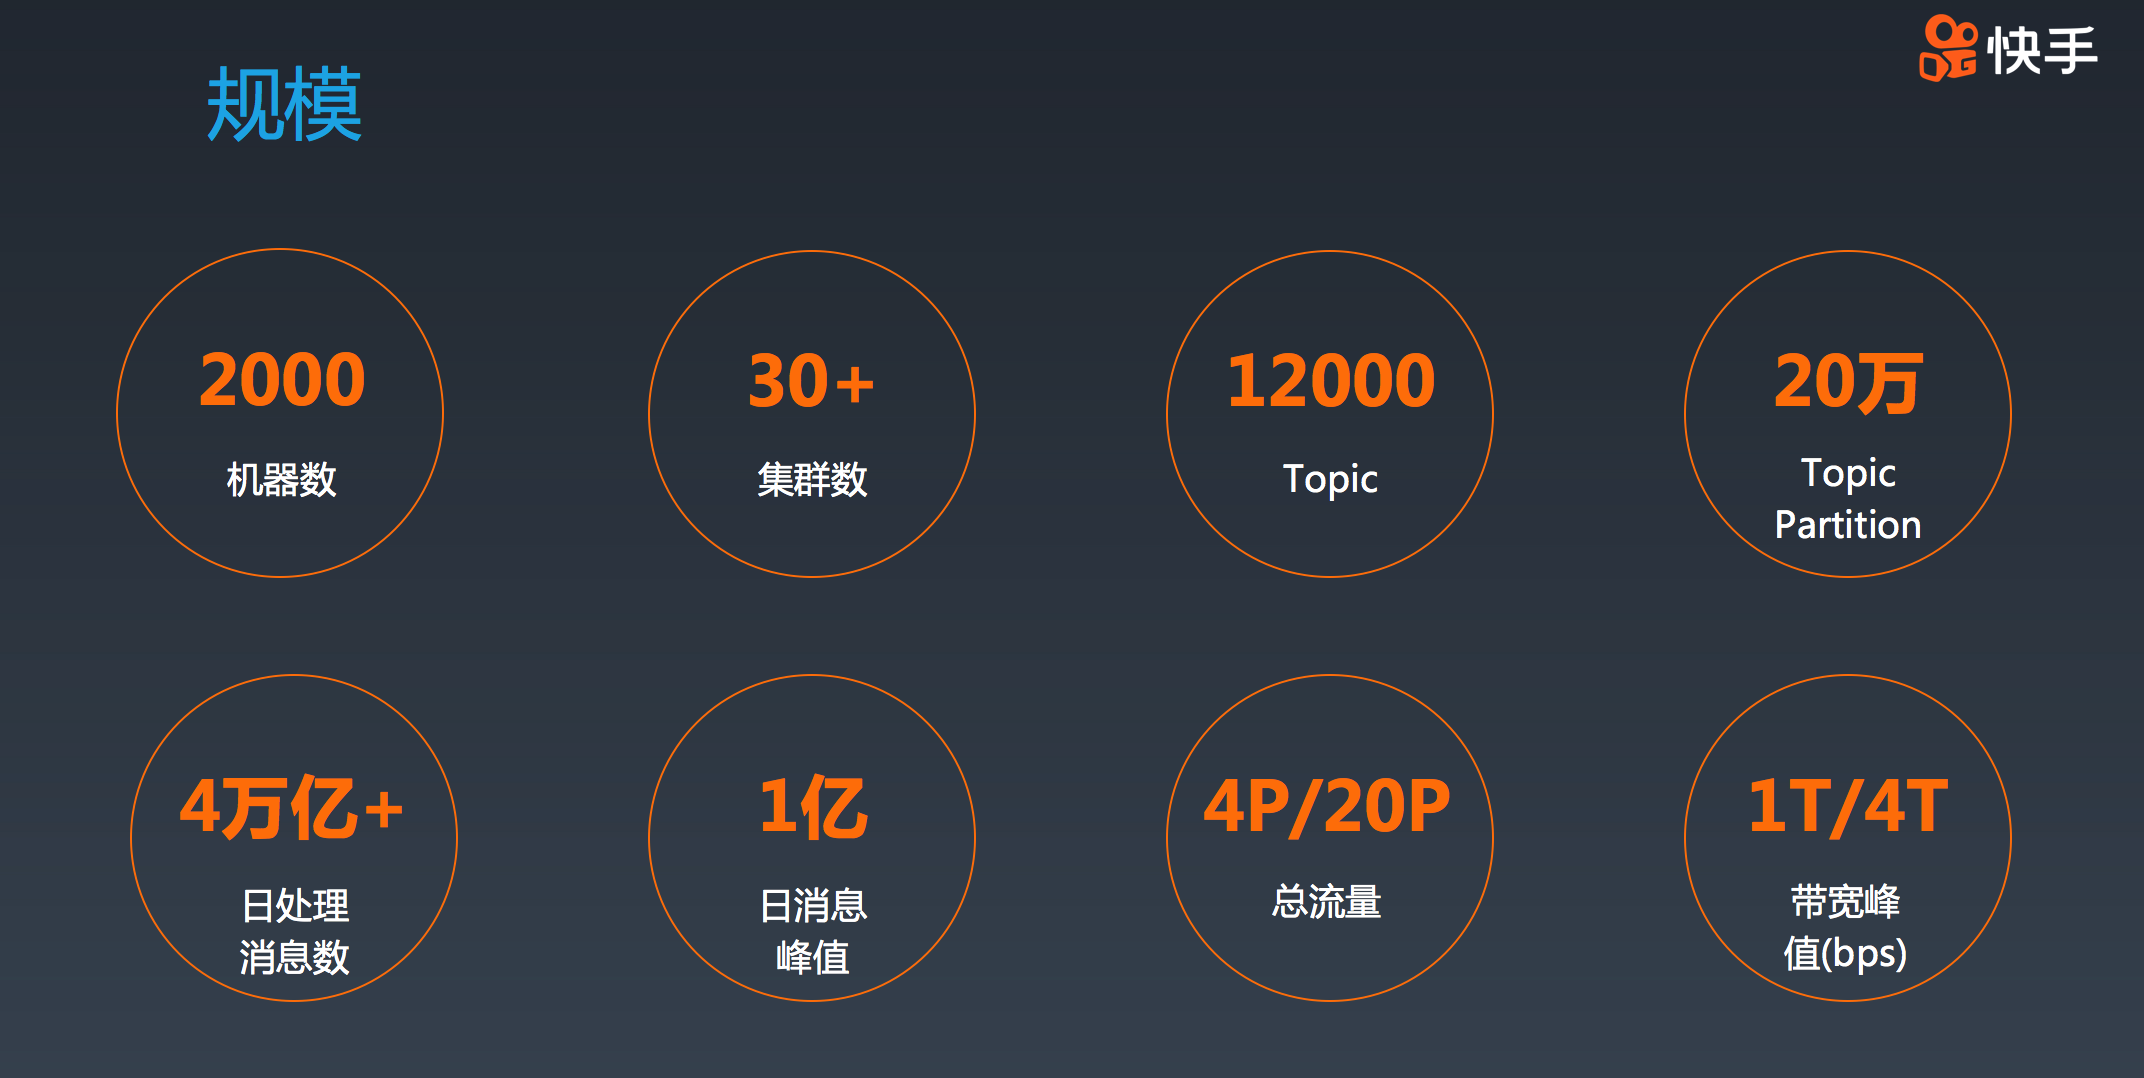 快手
规模
2000
机器数
30+
集群数
12000
Topic
20万
Topic
Partition
4万亿+
日处理
消息数
1亿
日消息
峰值
4P/20P
总流量
1T/4T
带宽峰
值(bps)